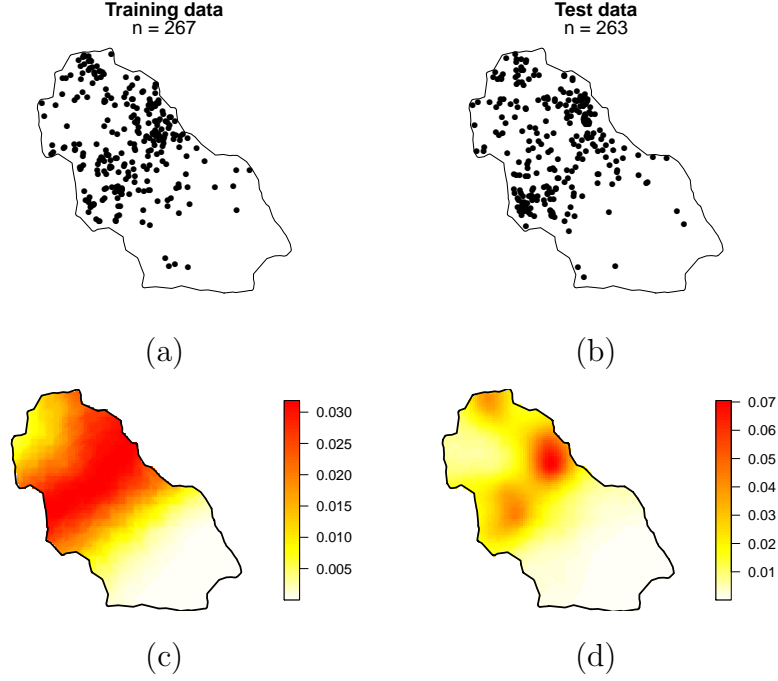 Training data
n = 267
Test data
n = 263
(a)
(b)
0.030
0.025
0.020
0.015
0.010
0.005
0.07
0.06
0.05
0.04
0.03
0.02
0.01
(c)
(d)